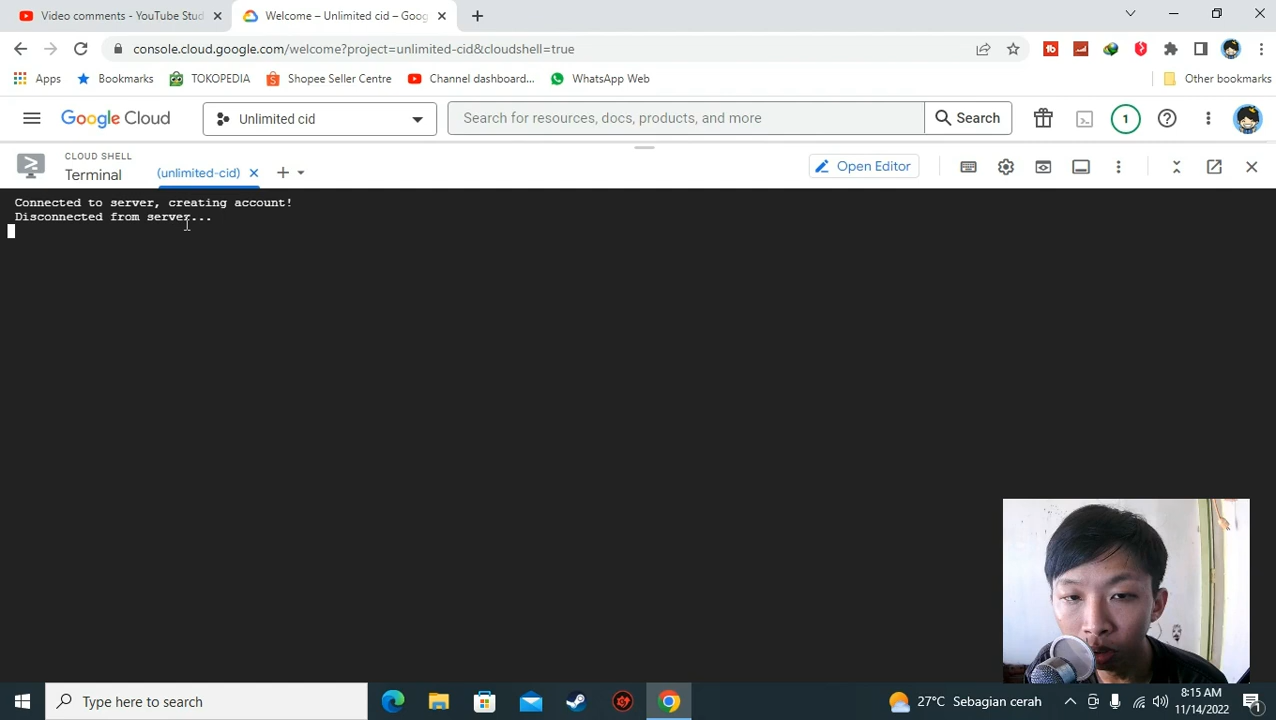 Video comments - YouTube Stud
Welcome – Unlimited cid – Goog
console.cloud.google.com/welcome?project=unlimited-cid&cloudshell=true
Apps
Bookmarks
TOKOPEDIA
Shopee Seller Centre
Channel dashboard...
WhatsApp Web
Other bookmarks
Google Cloud
Unlimited cid
Search for resources, docs, products, and more
Search
1
CLOUD SHELL
Terminal
(unlimited-cid)
Open Editor
Connected to server, creating account!
Disconnected from server...
Type here to search
27°C Sebagian cerah
8:15 AM
11/14/2022
1